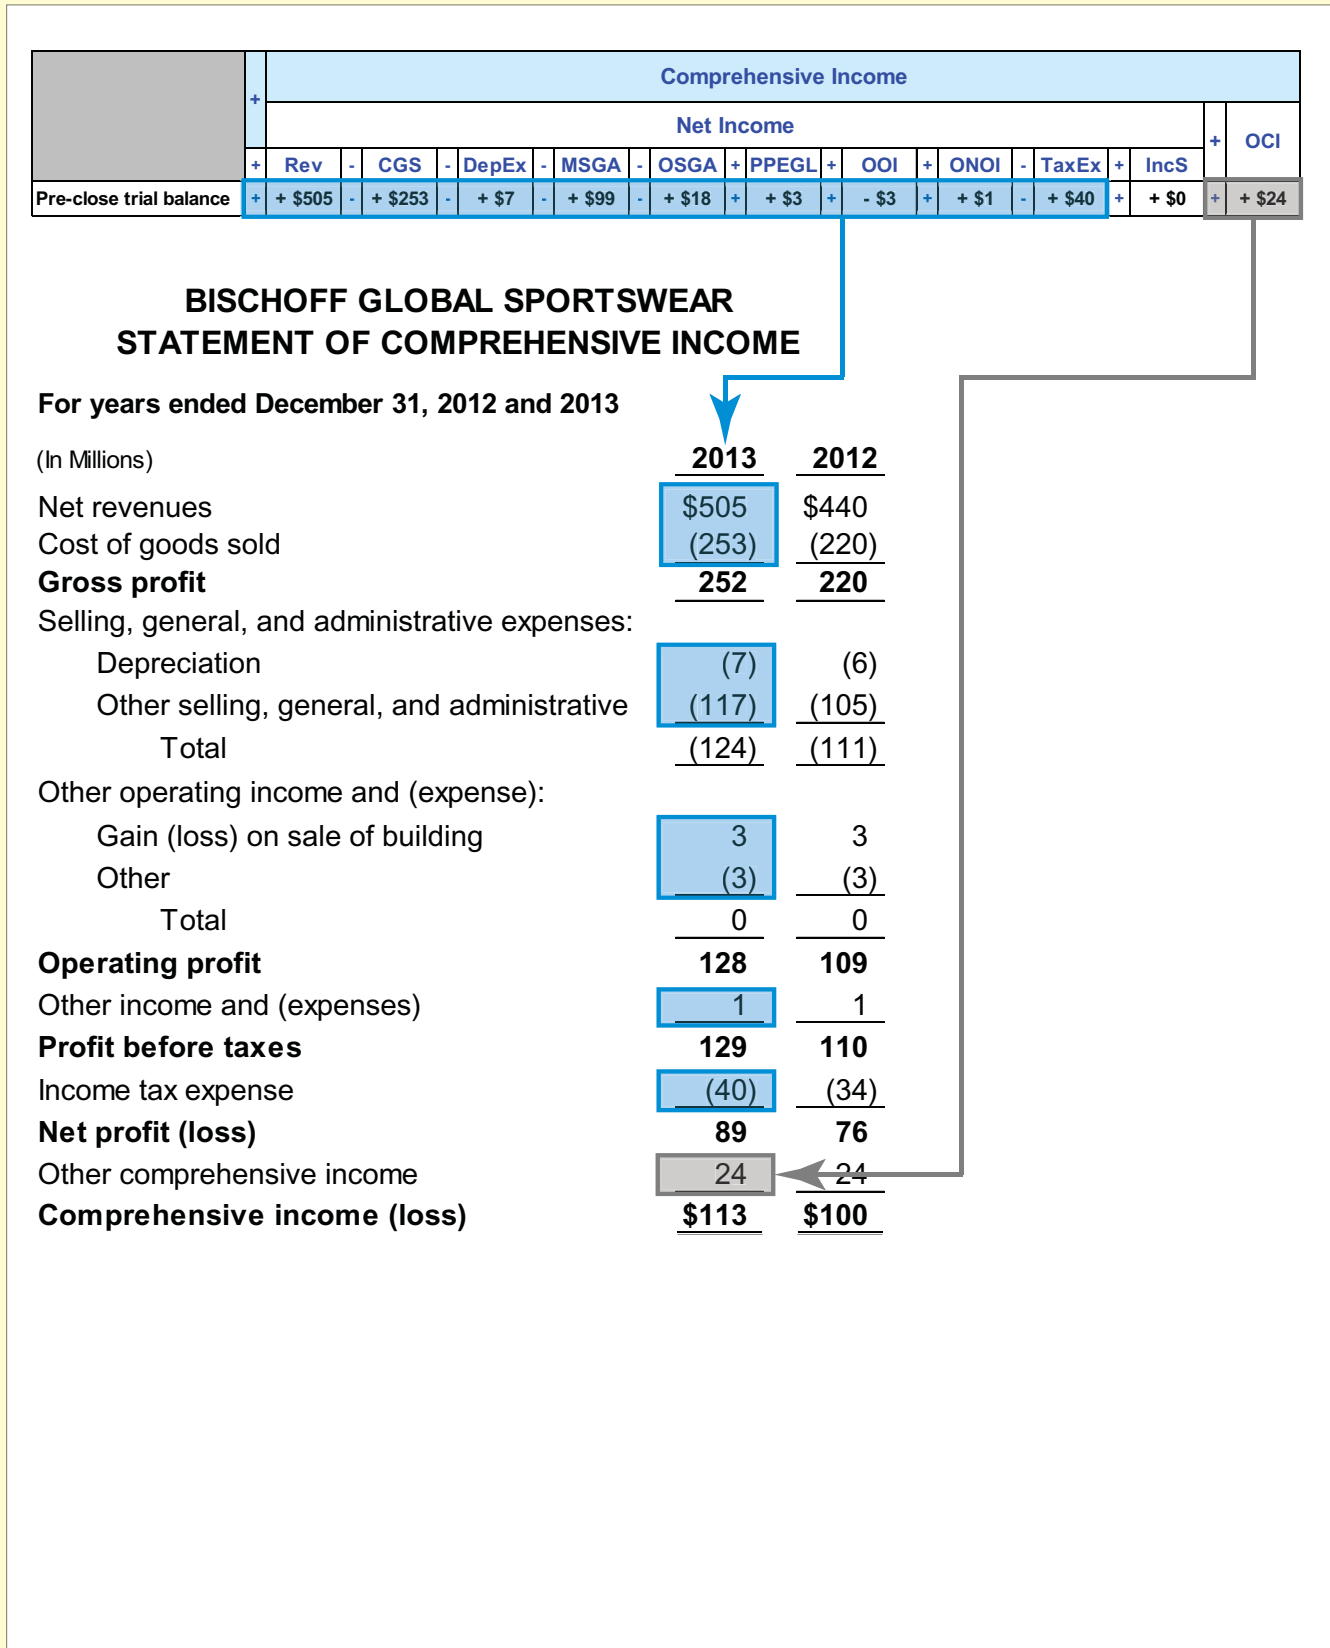 + Comprehensive Income
Net Income + OCI
+ Rev - CGS - DepEx - MSGA - OSGA + PPEGL + OOI + ONOI - TaxEx + IncS
Pre-close trial balance + + $505 - + $253 - + $7 - + $99 - + $18 + + $3 + - $3 + + $1 - + $40 + + $0 + + $24
BISCHOFF GLOBAL SPORTSWEAR
STATEMENT OF COMPREHENSIVE INCOME
For years ended December 31, 2012 and 2013
(In Millions) 2013 2012
Net revenues $505 $440
Cost of goods sold (253) (220)
Gross profit 252 220
Selling, general, and administrative expenses:
Depreciation (7) (6)
Other selling, general, and administrative (117) (105)
Total (124) (111)
Other operating income and (expense):
Gain (loss) on sale of building 3 3
Other (3) (3)
Total 0 0
Operating profit 128 109
Other income and (expenses) 1 1
Profit before taxes 129 110
Income tax expense (40) (34)
Net profit (loss) 89 76
Other comprehensive income 24 24
Comprehensive income (loss) $113 $100